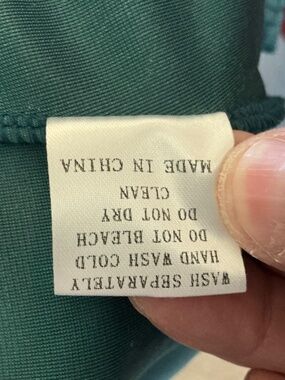 WASH SEPARATELY
HAND WASH COLD
DO NOT BLEACH
DO NOT DRY
CLEAN
MADE IN CHINA